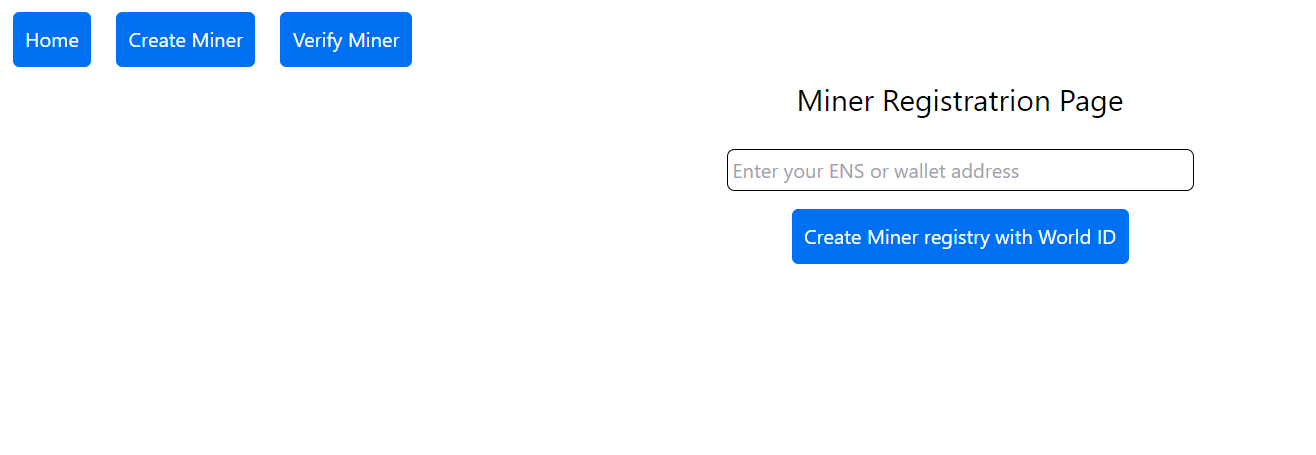 Home Create Miner Verify Miner
Miner Registratrion Page
Enter your ENS or wallet address
Create Miner registry with World ID